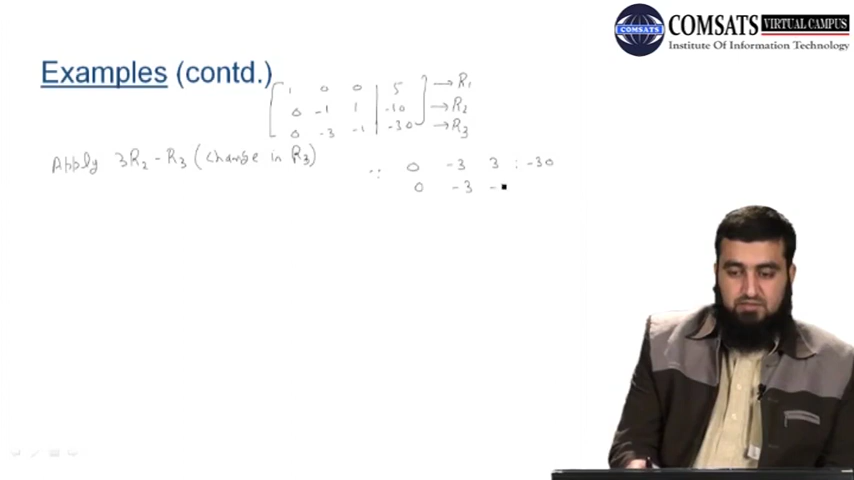 COMSATS VIRTUAL CAMPUS
Institute Of Information Technology
Examples (contd.)
1 0 0 | 5 → R1
0 -1 1 | -10 → R2
0 -3 -1 | -30 → R3
Apply 3R2 - R3 (change in R3)
∵ 0 -3 3 : -30
0 -3 -